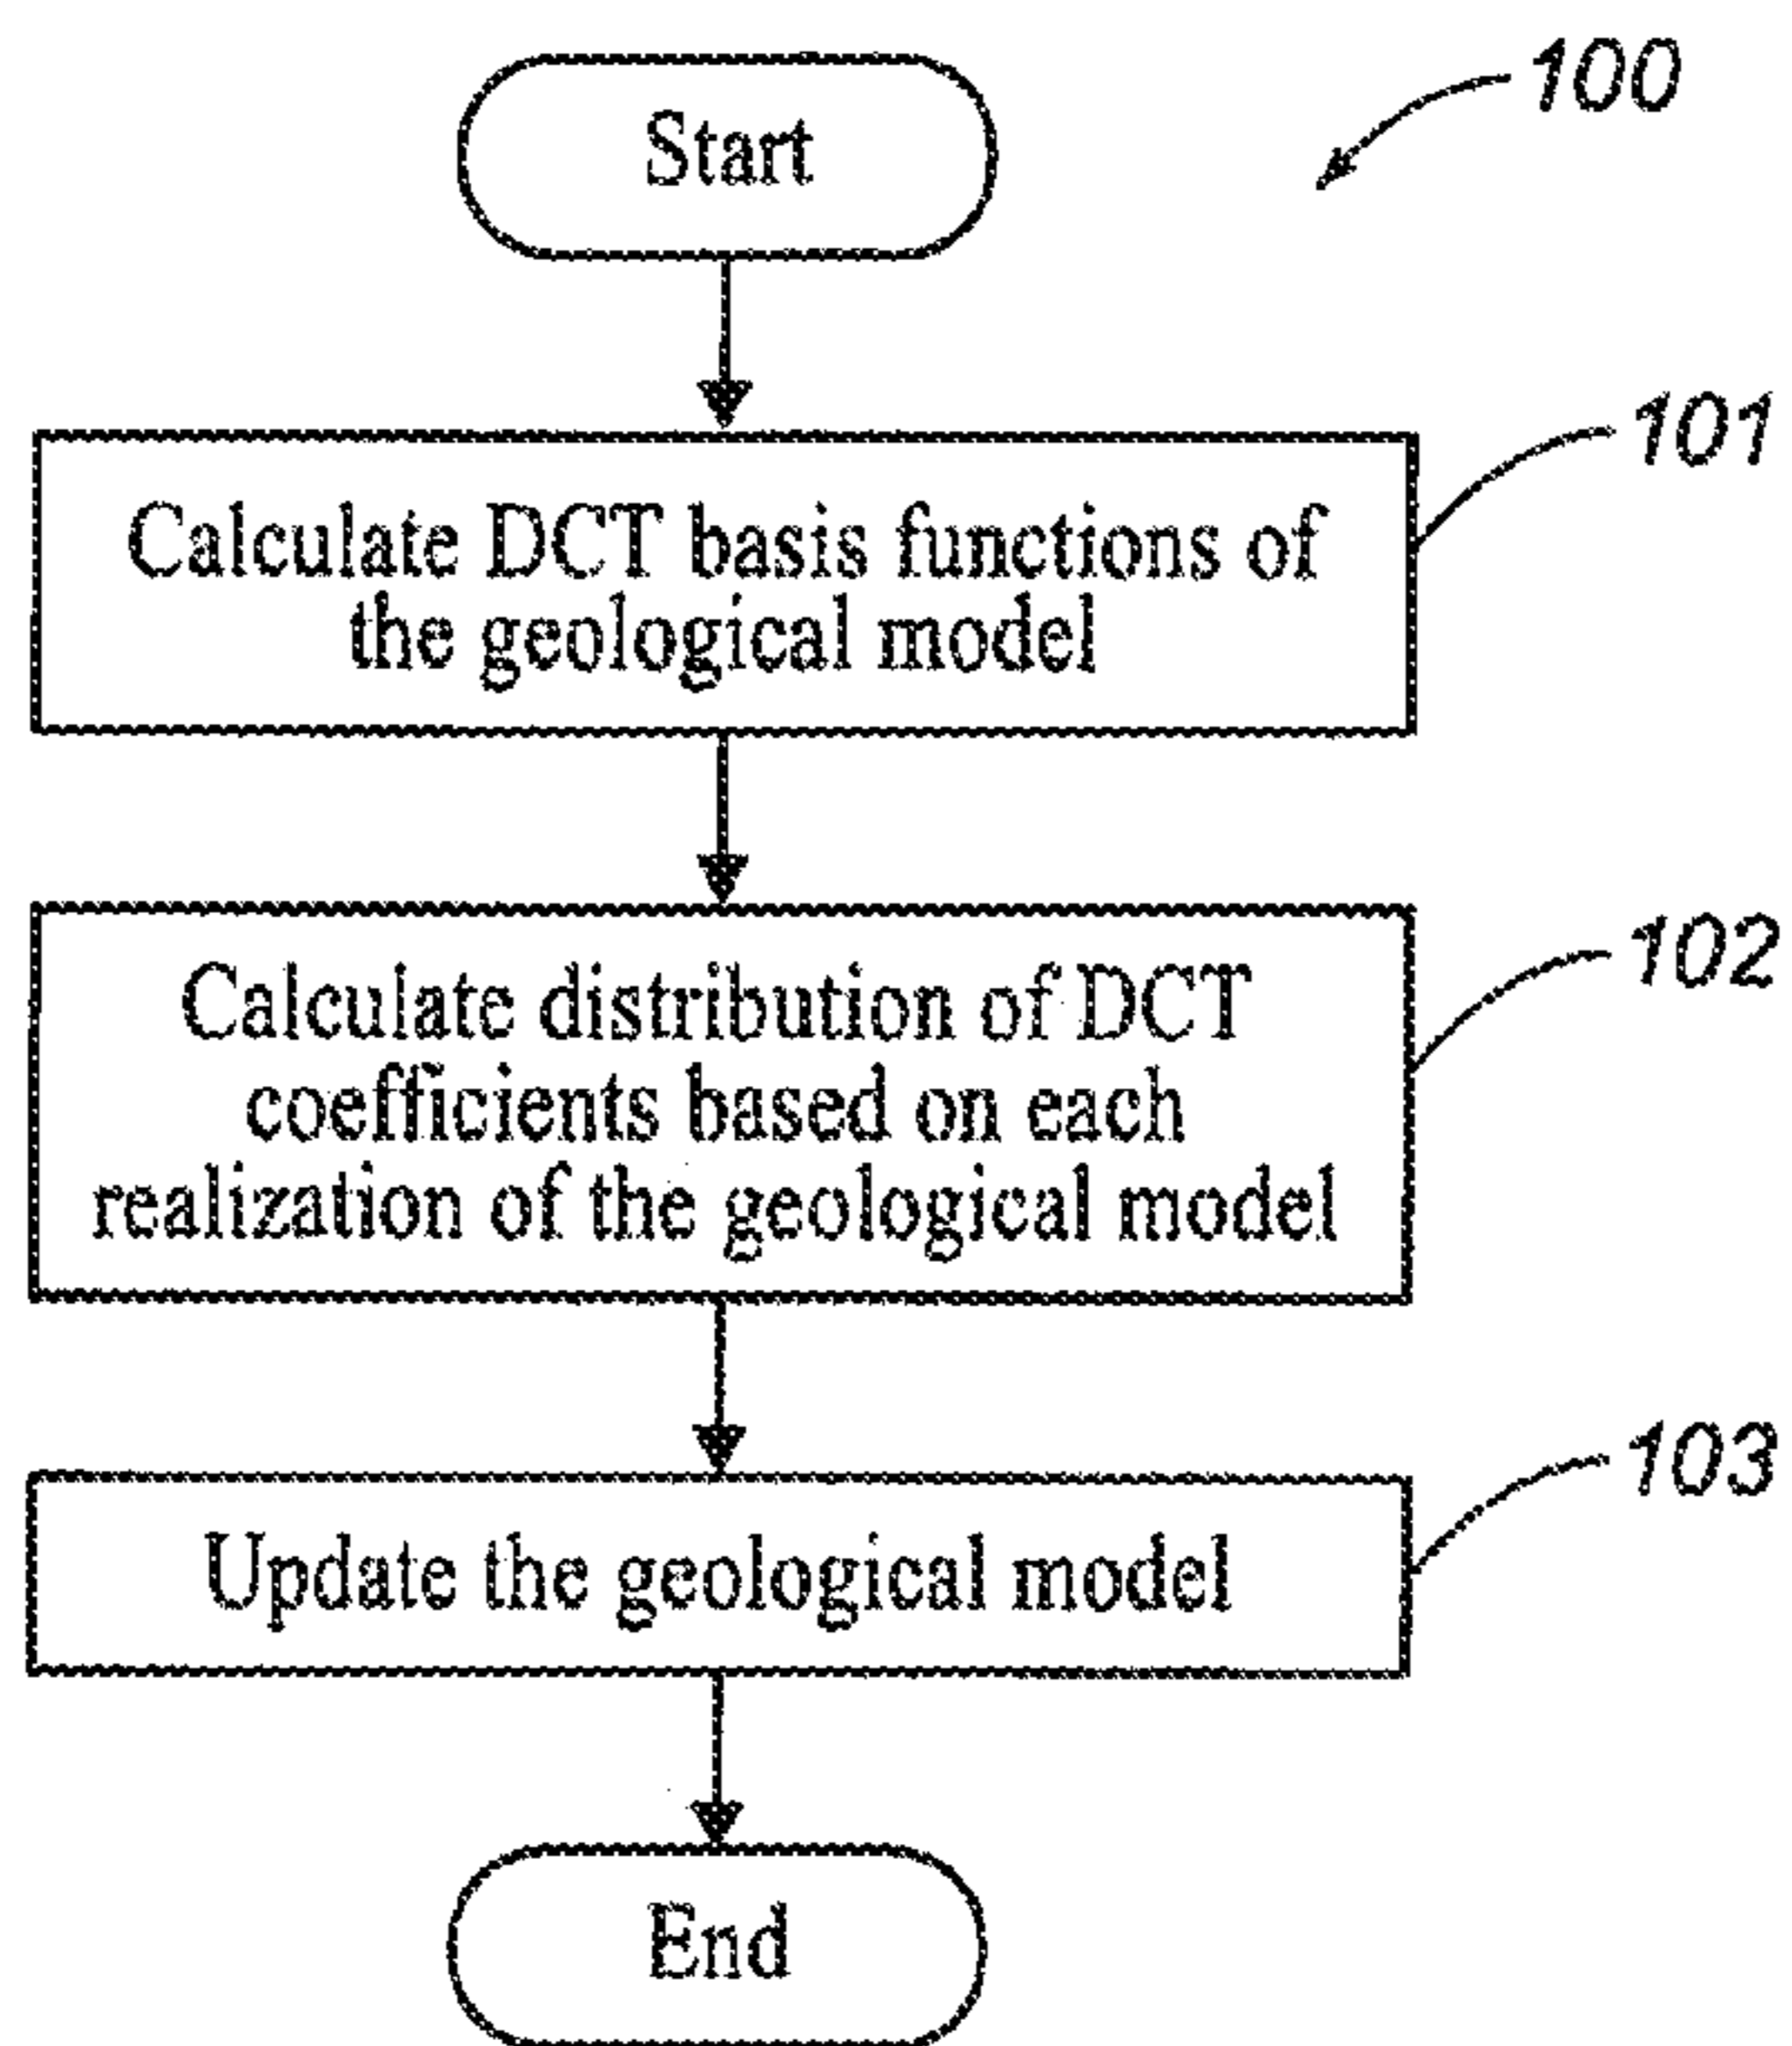 Start
100
101
Calculate DCT basis functions of
the geological model
102
Calculate distribution of DCT
coefficients based on each
realization of the geological model
103
Update the geological model
End